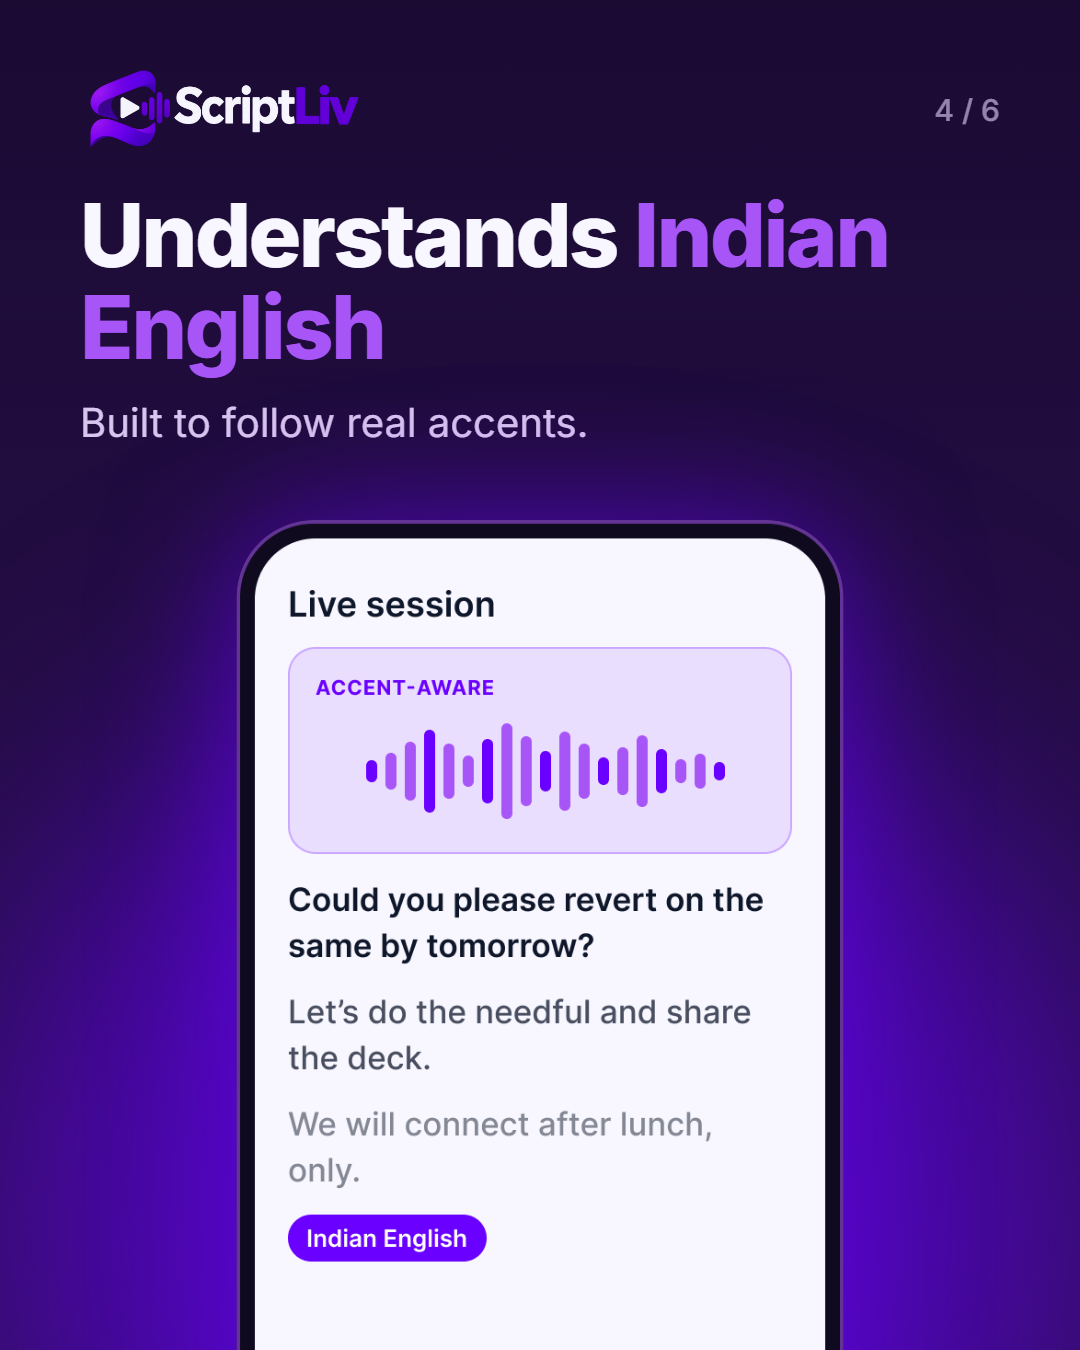 ScriptLiv
4 / 6
Understands Indian
English
Built to follow real accents.
Live session
ACCENT-AWARE
Could you please revert on the
same by tomorrow?
Let’s do the needful and share
the deck.
We will connect after lunch,
only.
Indian English